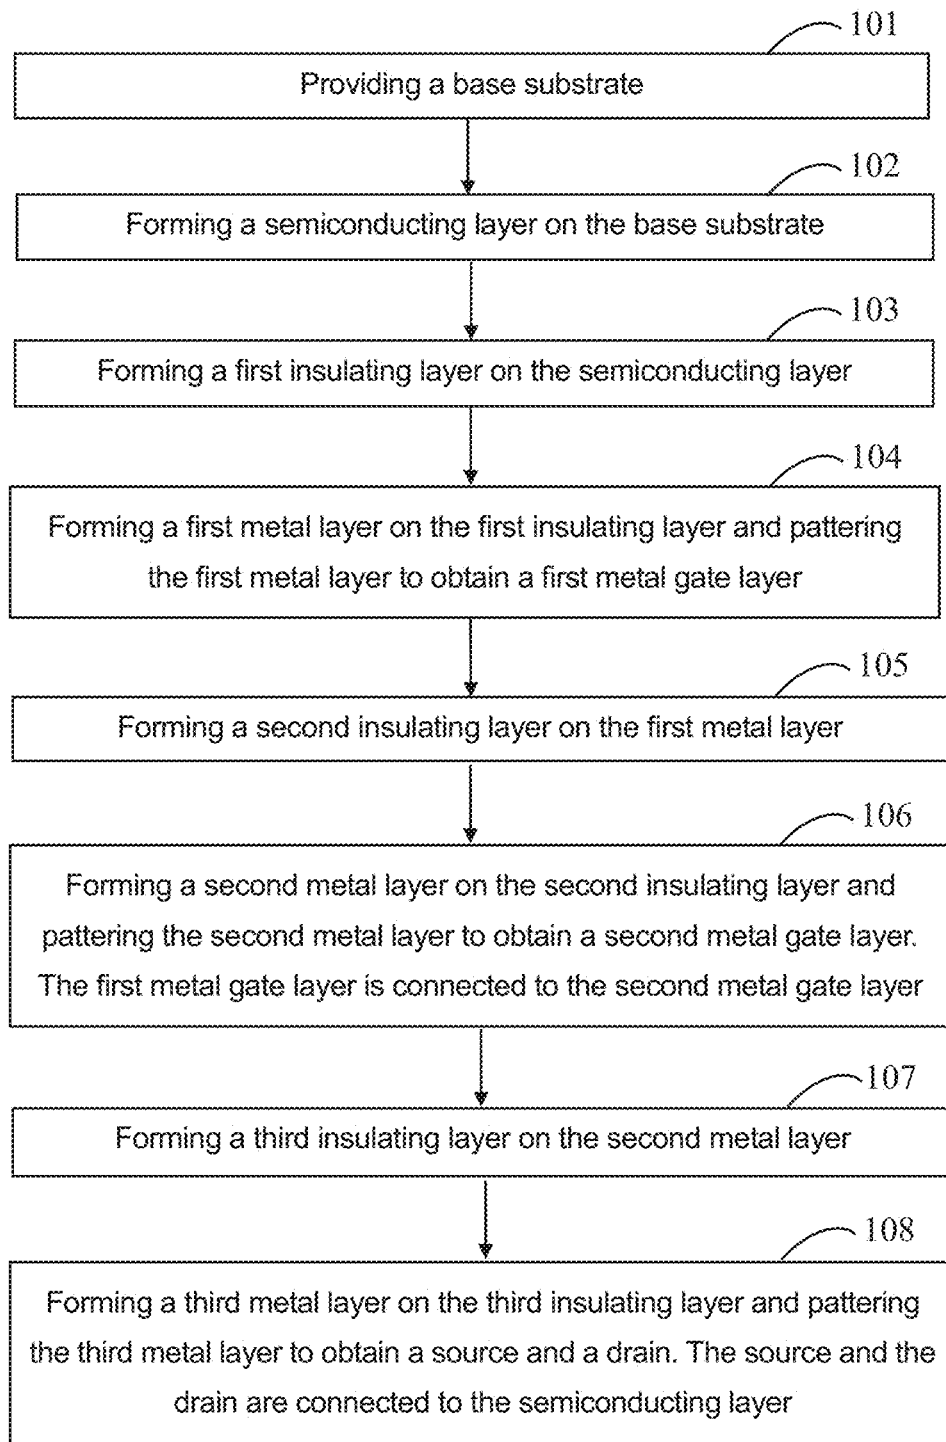 101
Providing a base substrate
102
Forming a semiconducting layer on the base substrate
103
Forming a first insulating layer on the semiconducting layer
104
Forming a first metal layer on the first insulating layer and pattering
the first metal layer to obtain a first metal gate layer
105
Forming a second insulating layer on the first metal layer
106
Forming a second metal layer on the second insulating layer and
pattering the second metal layer to obtain a second metal gate layer.
The first metal gate layer is connected to the second metal gate layer
107
Forming a third insulating layer on the second metal layer
108
Forming a third metal layer on the third insulating layer and pattering
the third metal layer to obtain a source and a drain. The source and the
drain are connected to the semiconducting layer